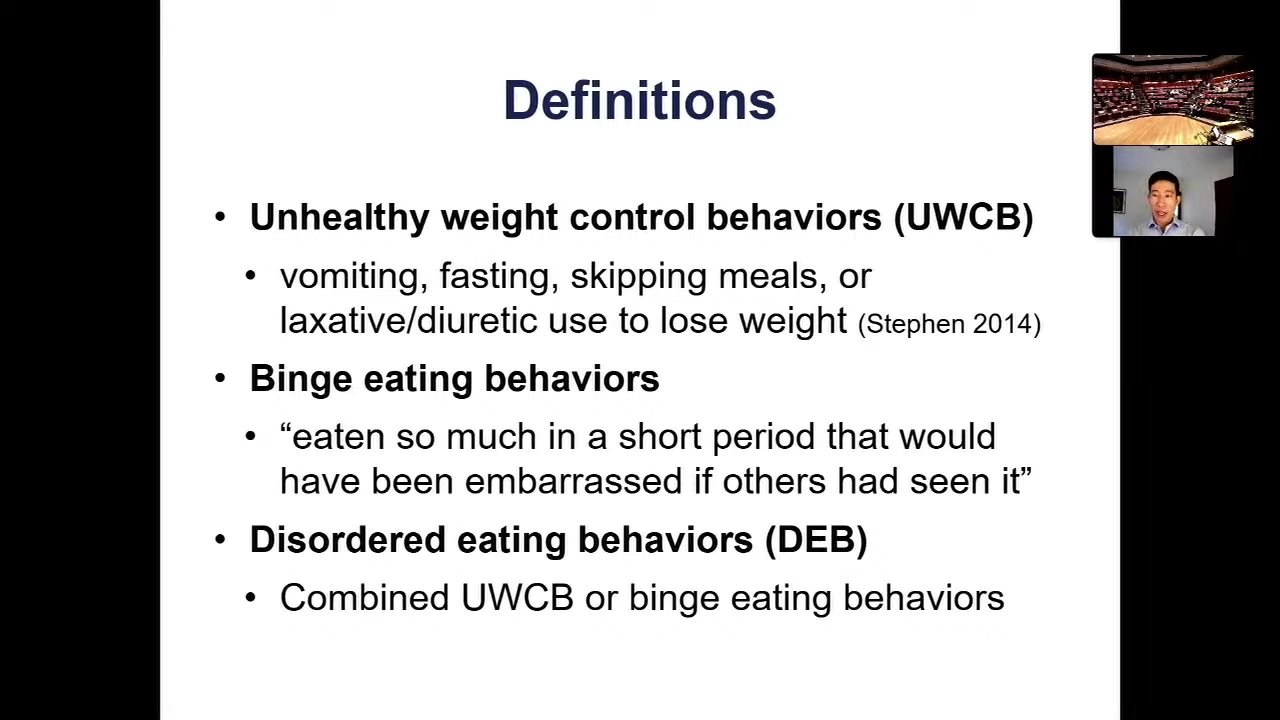 Definitions
• Unhealthy weight control behaviors (UWCB)
• vomiting, fasting, skipping meals, or
laxative/diuretic use to lose weight (Stephen 2014)
• Binge eating behaviors
• “eaten so much in a short period that would
have been embarrassed if others had seen it”
• Disordered eating behaviors (DEB)
• Combined UWCB or binge eating behaviors